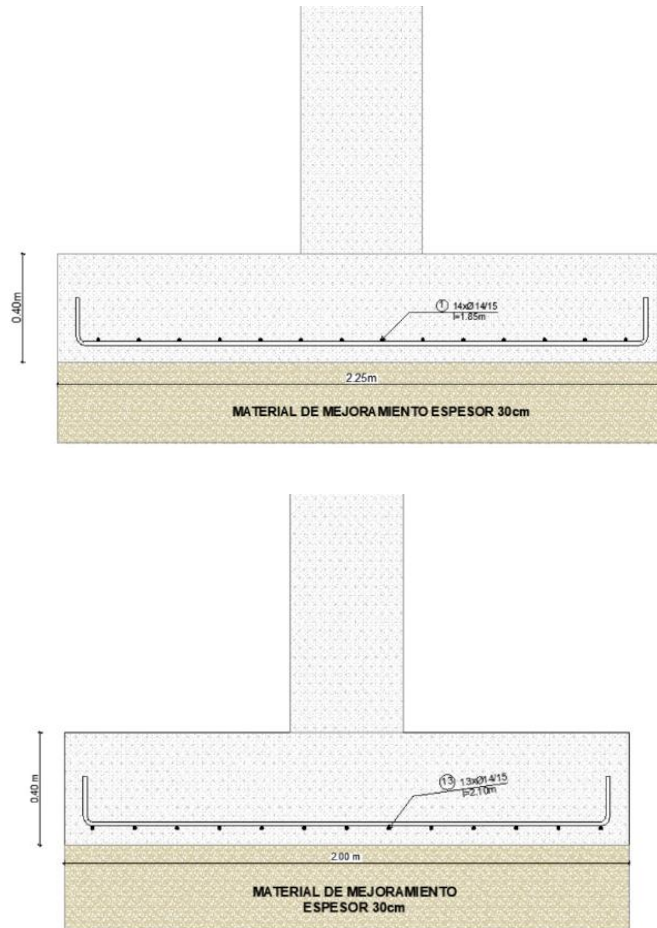 0.40m
1 14xØ14/15
l=1.85m
2.25m
MATERIAL DE MEJORAMIENTO ESPESOR 30cm
0.40 m
13 13xØ14/15
l=2.10m
2.00 m
MATERIAL DE MEJORAMIENTO
ESPESOR 30cm